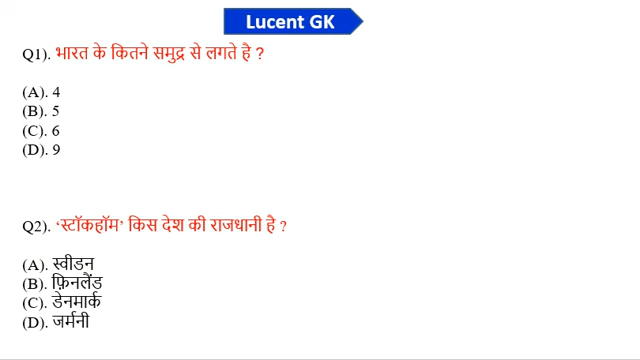 Lucent GK
Q1). भारत के कितने समुद्र से लगते है ?
(A). 4
(B). 5
(C). 6
(D). 9
Q2). ‘स्टॉकहॉम’ किस देश की राजधानी है ?
(A). स्वीडन
(B). फ़िनलैंड
(C). डेनमार्क
(D). जर्मनी